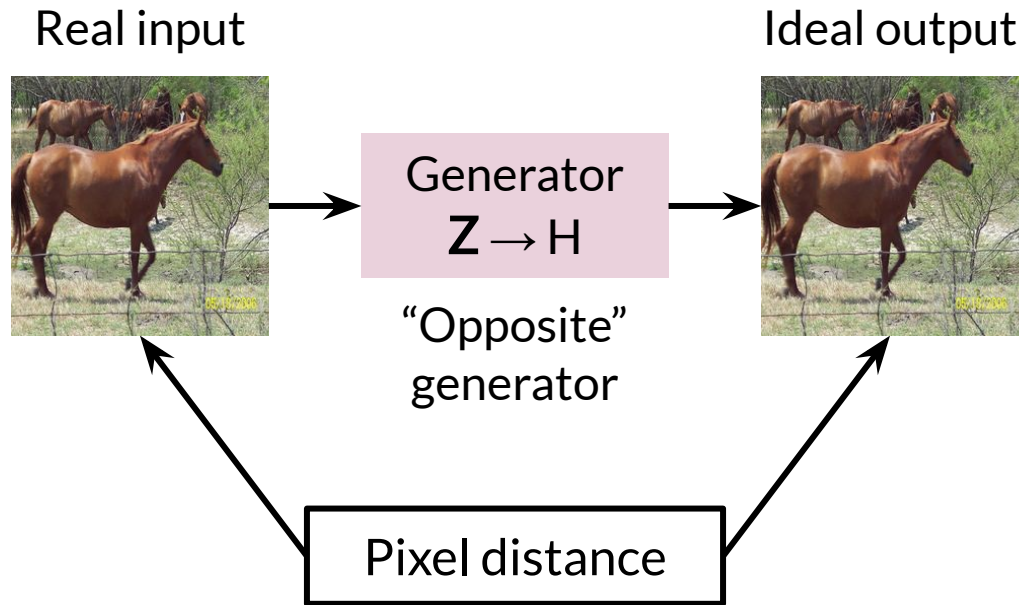 Real input
Ideal output
Generator
Z → H
“Opposite”
generator
Pixel distance